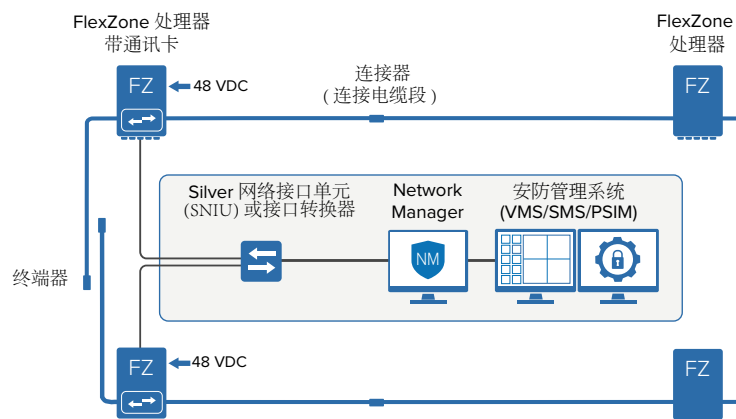 FlexZone 处理器
带通讯卡
FlexZone
处理器
FZ
48 VDC
连接器
( 连接电缆段 )
FZ
Silver 网络接口单元
(SNIU) 或接口转换器
Network
Manager
安防管理系统
(VMS/SMS/PSIM)
NM
终端器
FZ
48 VDC
FZ